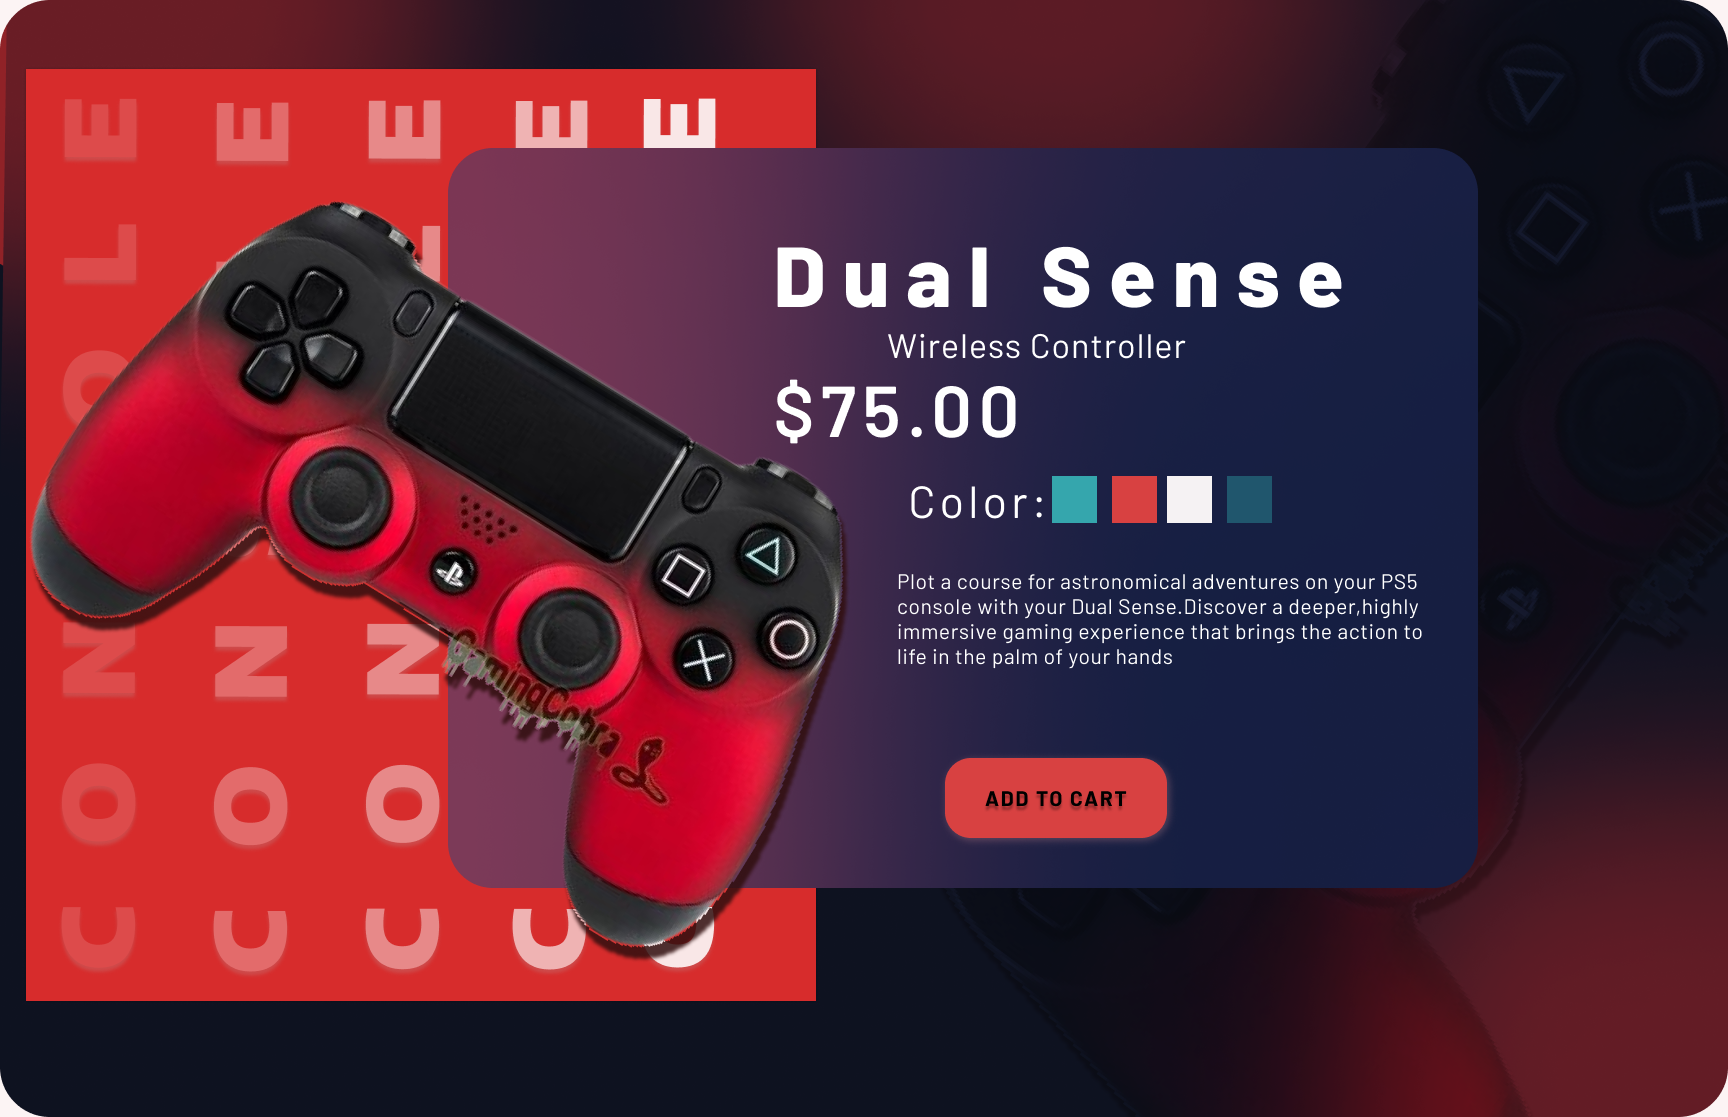 CONSOLE
CONSOLE
CONSOLE
CONSOLE
CONSOLE
Dual Sense
Wireless Controller
$75.00
Color:
Plot a course for astronomical adventures on your PS5
console with your Dual Sense.Discover a deeper,highly
immersive gaming experience that brings the action to
life in the palm of your hands
GamingCobra
ADD TO CART